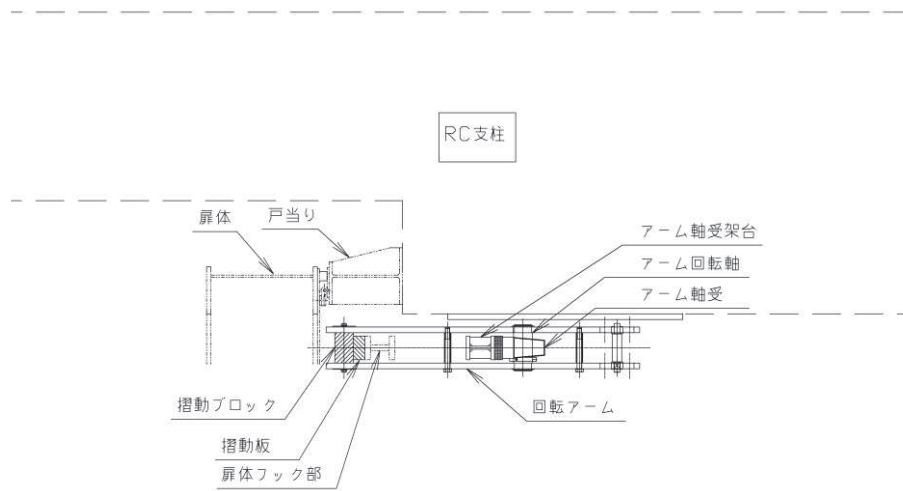 RC支柱
扉体
戸当り
アーム軸受架台
アーム回転軸
アーム軸受
摺動ブロック
回転アーム
摺動板
扉体フック部